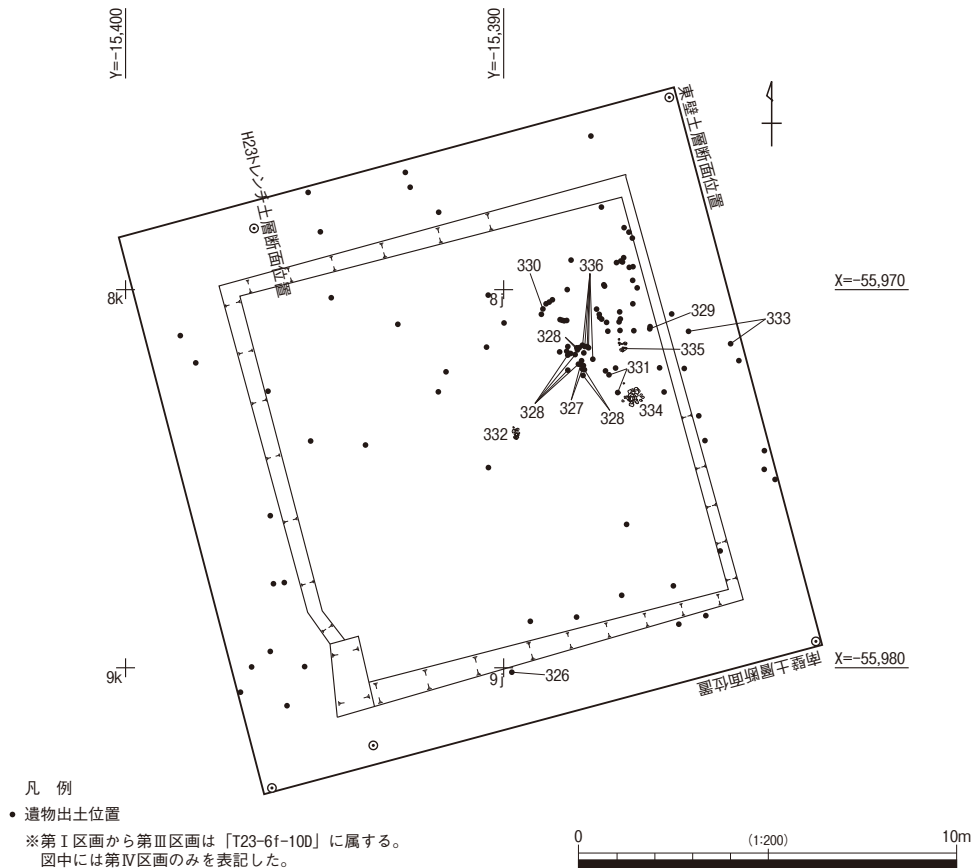 Y=-15,400
Y=-15,390
東壁土層断面位置
H23トレンチ土層断面位置
330
336
8k
8j
X=-55,970
329
333
328
335
331
328
327
328
334
332
9k
9j
326
南壁土層断面位置
X=-55,980
凡 例
● 遺物出土位置
※第Ⅰ区画から第Ⅲ区画は「T23-6f-10D」に属する。
図中には第Ⅳ区画のみを表記した。
0 (1:200) 10m